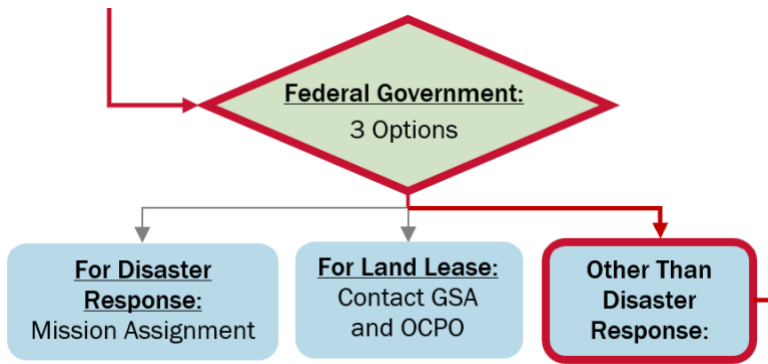 Federal Government:
3 Options
For Disaster
Response:
Mission Assignment
For Land Lease:
Contact GSA
and OCPO
Other Than
Disaster
Response: